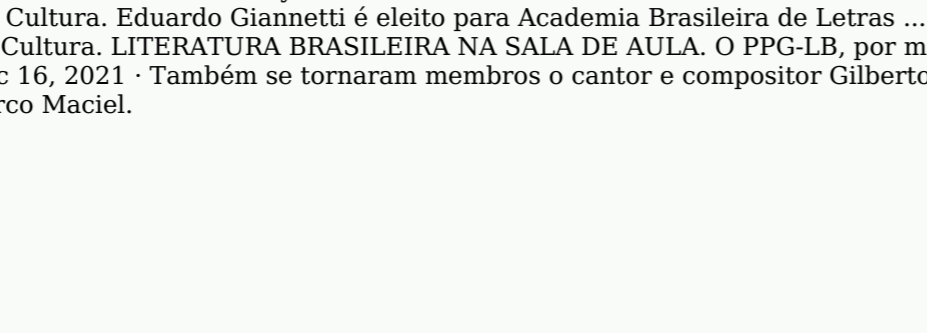 Cultura. Eduardo Giannetti é eleito para Academia Brasileira de Letras ...
Cultura. LITERATURA BRASILEIRA NA SALA DE AULA. O PPG-LB, por m
c 16, 2021 · Também se tornaram membros o cantor e compositor Gilberto
rco Maciel.